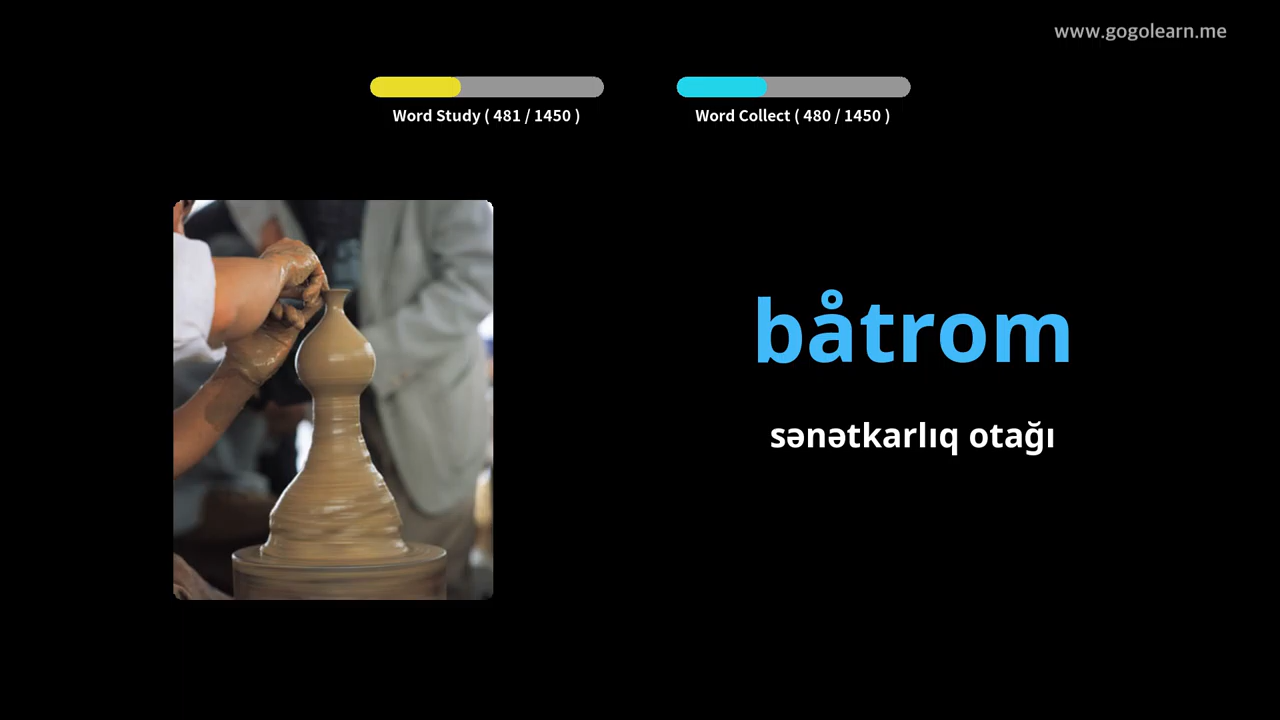 www.gogolearn.me
Word Study ( 481 / 1450 )
Word Collect ( 480 / 1450 )
båtrom
sənətkarlıq otağı